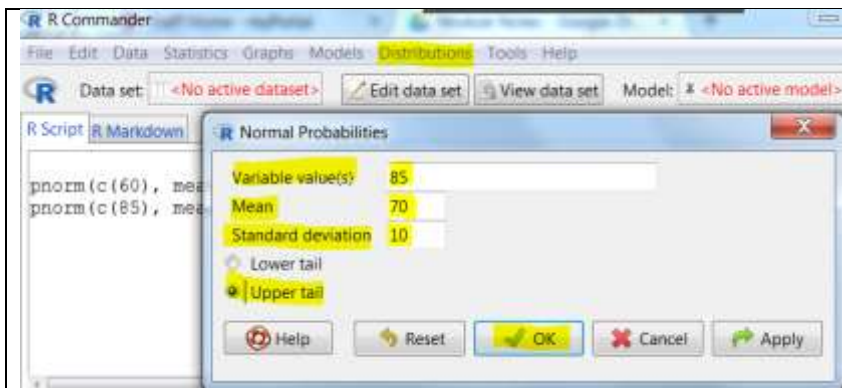 R Commander
File Edit Data Statistics Graphs Models Distributions Tools Help
R Data set: <No active dataset> Edit data set View data set Model: <No active model>
R Script R Markdown
R Normal Probabilities
pnorm(c(60), mea
pnorm(c(85), mea
Variable value(s) 85
Mean 70
Standard deviation 10
Lower tail
Upper tail
Help Reset OK Cancel Apply